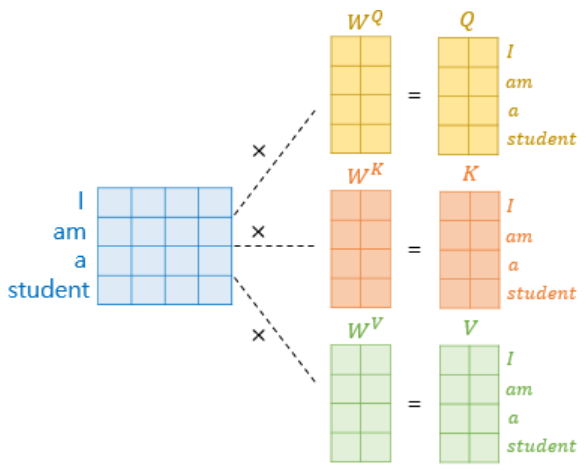 W^Q
Q
×
=
I
am
a
student
I
am
a
student
×
W^K
K
=
I
am
a
student
×
W^V
V
=
I
am
a
student